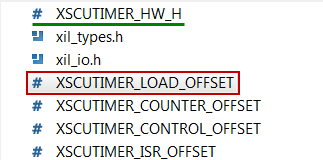 # XSCUTIMER_HW_H
xil_types.h
xil_io.h
# XSCUTIMER_LOAD_OFFSET
# XSCUTIMER_COUNTER_OFFSET
# XSCUTIMER_CONTROL_OFFSET
# XSCUTIMER_ISR_OFFSET